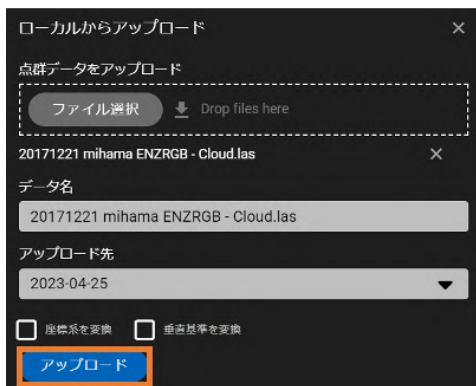 ローカルからアップロード
点群データをアップロード
ファイル選択 Drop files here
20171221 mihama ENZRGB - Cloud.las
データ名
20171221 mihama ENZRGB - Cloud.las
アップロード先
2023-04-25
座標系を変換 垂直基準を変換
アップロード